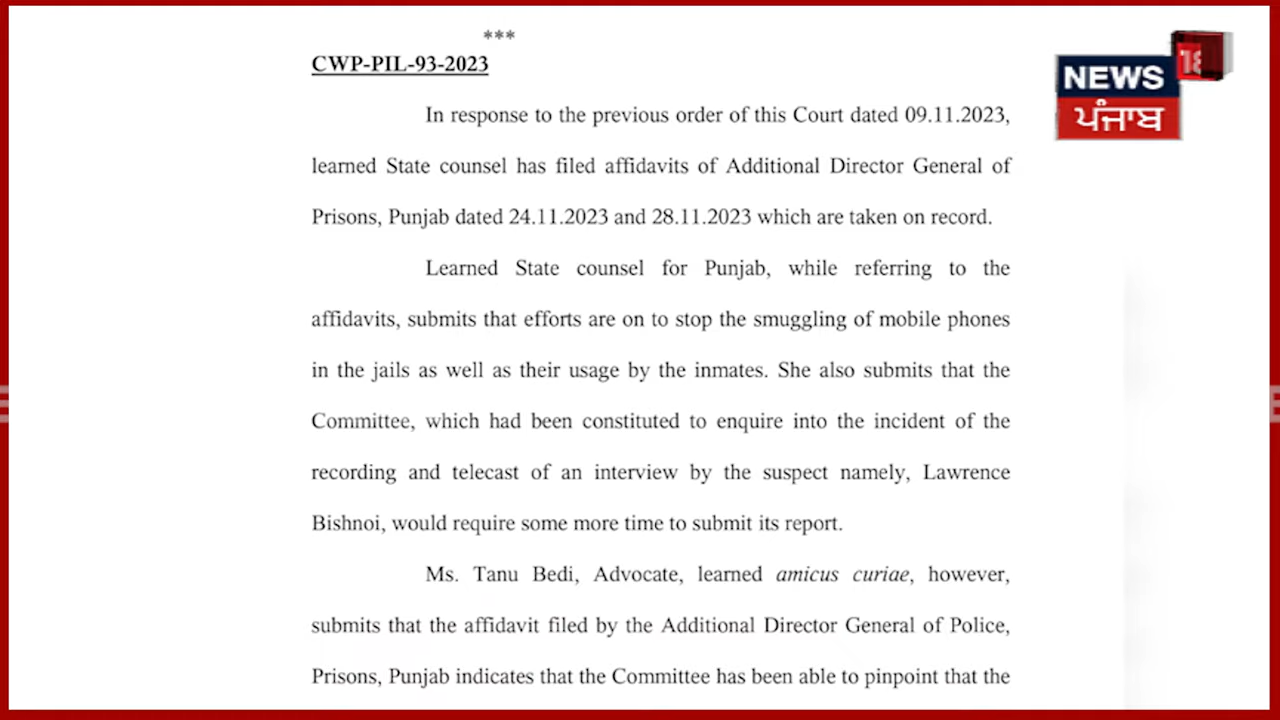 ***
CWP-PIL-93-2023
NEWS
18
ਪੰਜਾਬ
In response to the previous order of this Court dated 09.11.2023,
learned State counsel has filed affidavits of Additional Director General of
Prisons, Punjab dated 24.11.2023 and 28.11.2023 which are taken on record.
Learned State counsel for Punjab, while referring to the
affidavits, submits that efforts are on to stop the smuggling of mobile phones
in the jails as well as their usage by the inmates. She also submits that the
Committee, which had been constituted to enquire into the incident of the
recording and telecast of an interview by the suspect namely, Lawrence
Bishnoi, would require some more time to submit its report.
Ms. Tanu Bedi, Advocate, learned amicus curiae, however,
submits that the affidavit filed by the Additional Director General of Police,
Prisons, Punjab indicates that the Committee has been able to pinpoint that the